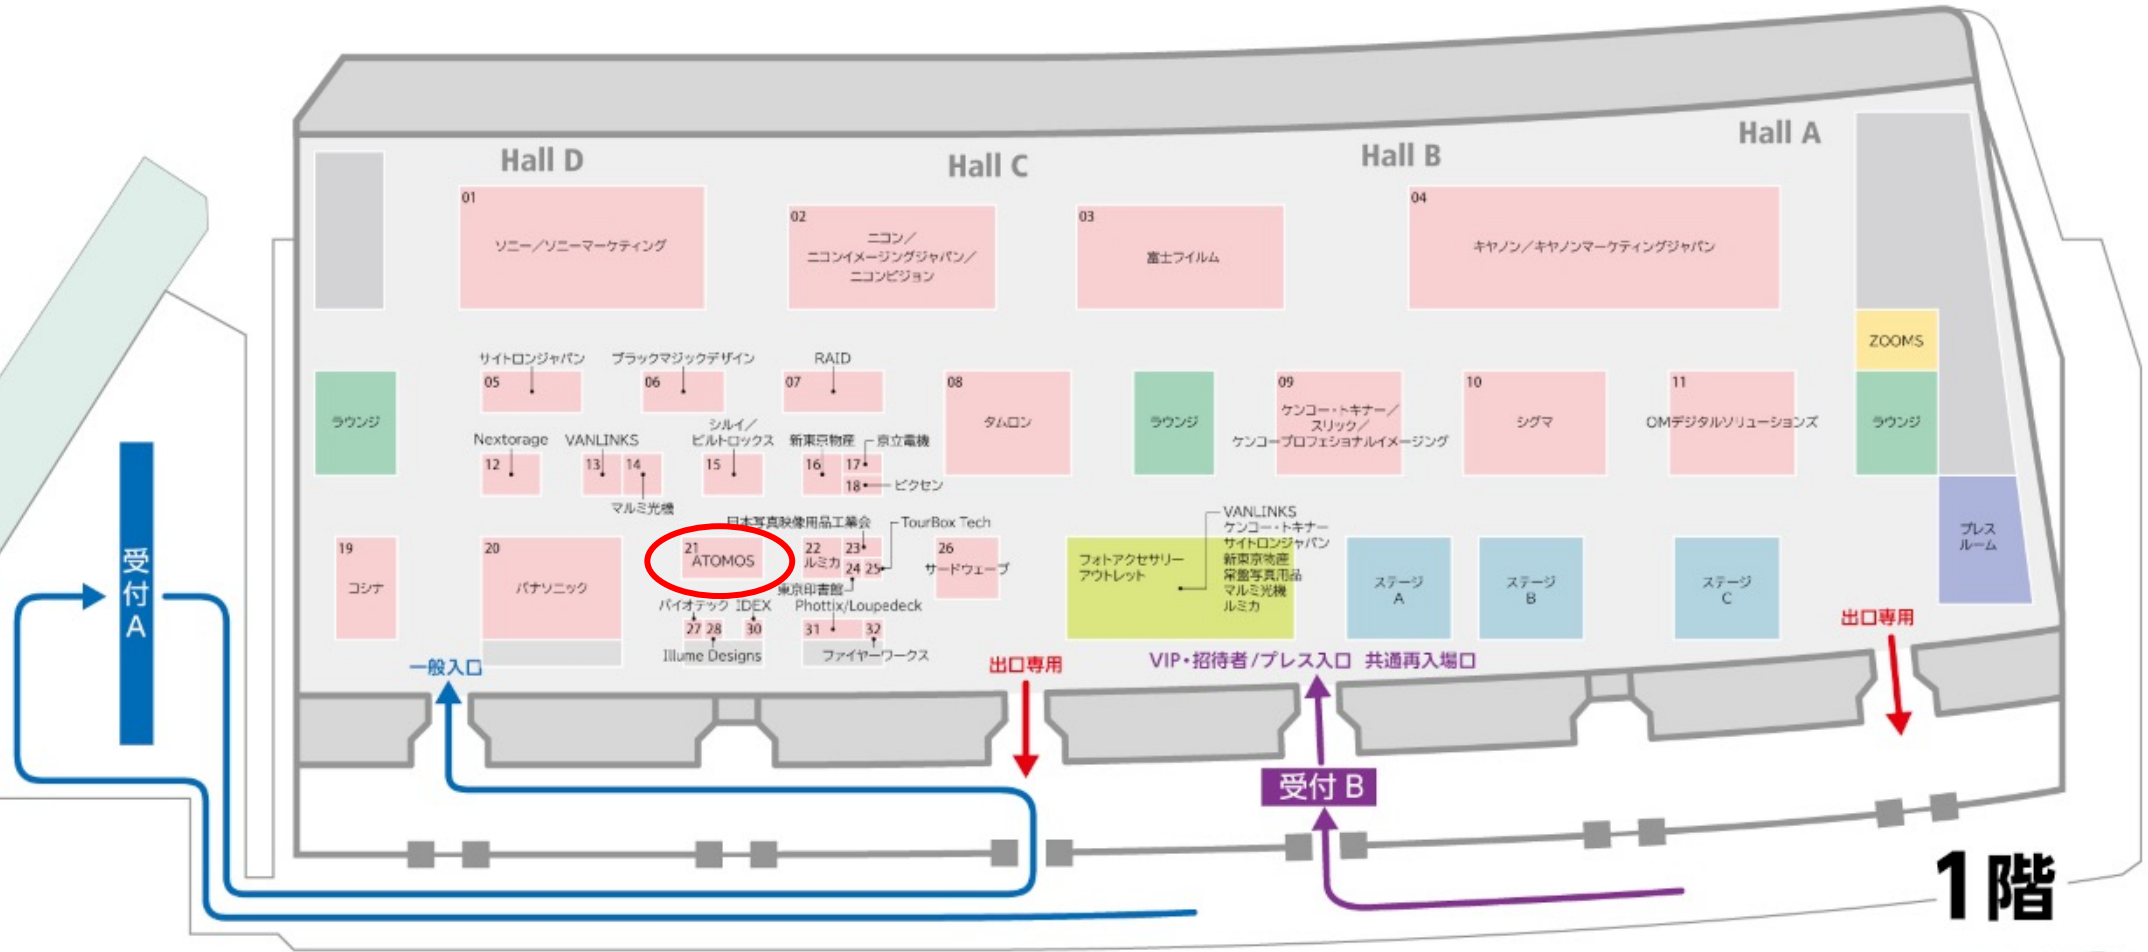 Hall D
Hall C
Hall B
Hall A
01
ソニー／ソニーマーケティング
02
ニコン／
ニコンイメージングジャパン／
ニコンビジョン
03
富士フイルム
04
キヤノン／キヤノンマーケティングジャパン
ZOOMS
サイトロンジャパン
05
ブラックマジックデザイン
06
RAID
07
08
タムロン
ラウンジ
ラウンジ
09
ケンコー・トキナー／
スリック／
ケンコープロフェショナルイメージング
10
シグマ
11
OMデジタルソリューションズ
ラウンジ
Nextorage
12
VANLINKS
13
14
マルミ光機
シルイ／
ビルトロックス
15
新東京物産
16
京立電機
17
18
ビクセン
プレス
ルーム
19
コシナ
20
パナソニック
21
ATOMOS
日本写真映像用品工業会
22
ルミカ
23
24
25
TourBox Tech
東京印書館
26
サードウェーブ
バイオテック
IDEX
27
28
30
Illume Designs
Phottix/Loupedeck
31
32
ファイヤーワークス
フォトアクセサリー
アウトレット
VANLINKS
ケンコー・トキナー
サイトロンジャパン
新東京物産
常盤写真用品
マルミ光機
ルミカ
ステージ
A
ステージ
B
ステージ
C
受付A
一般入口
出口専用
VIP・招待者/プレス入口 共通再入場口
出口専用
受付 B
1階